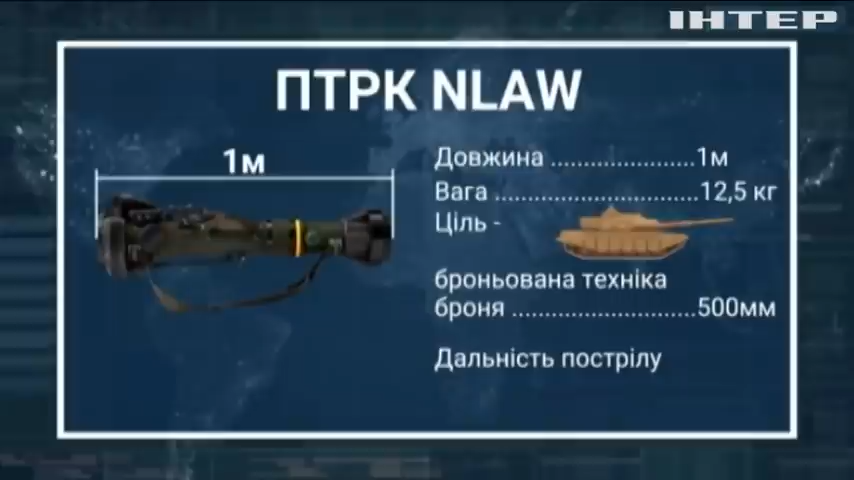 ІНТЕР
ПТРК NLAW
1м
Довжина .....................1м
Вага ..............................12,5 кг
Ціль -
броньована техніка
броня ...........................500мм
Дальність пострілу